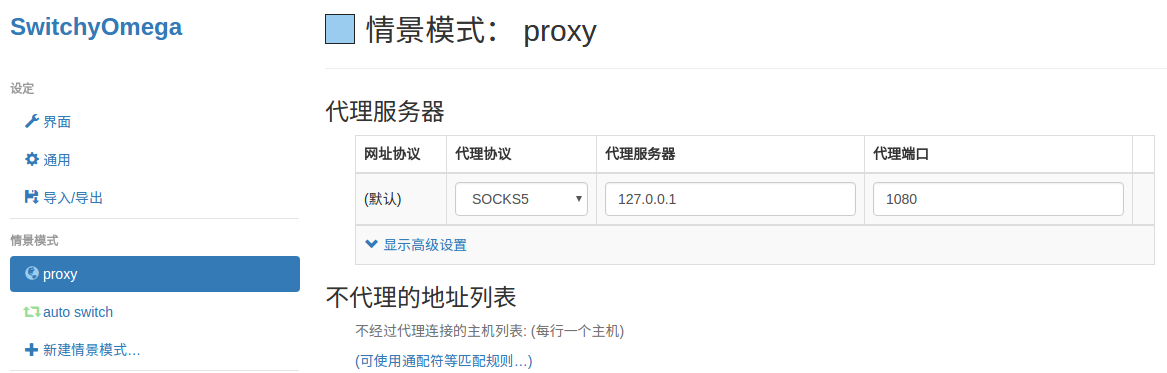 SwitchyOmega
设定
界面
通用
导入/导出
情景模式
proxy
auto switch
新建情景模式…
情景模式： proxy
代理服务器
网址协议 代理协议 代理服务器 代理端口
(默认) SOCKS5 127.0.0.1 1080
显示高级设置
不代理的地址列表
不经过代理连接的主机列表: (每行一个主机)
(可使用通配符等匹配规则…)